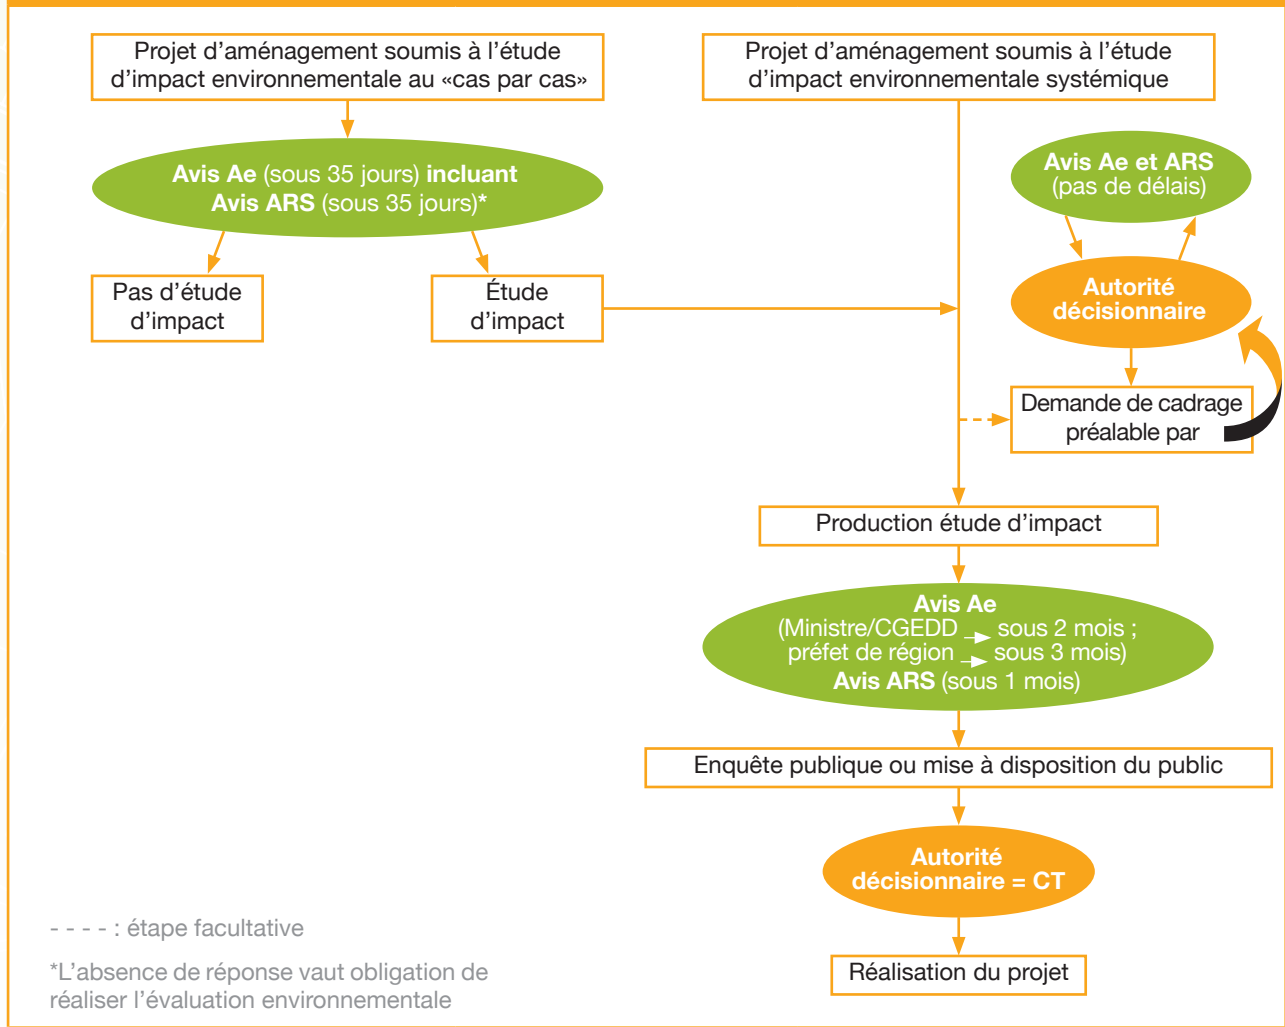 Projet d'aménagement soumis à l'étude
d'impact environnementale au «cas par cas»
Projet d'aménagement soumis à l'étude
d'impact environnementale systémique
Avis Ae (sous 35 jours) incluant
Avis ARS (sous 35 jours)*
Avis Ae et ARS
(pas de délais)
Pas d'étude
d'impact
Étude
d'impact
Autorité
décisionnaire
Demande de cadrage
préalable par
Production étude d'impact
Avis Ae
(Ministre/CGEDD → sous 2 mois ;
préfet de région → sous 3 mois)
Avis ARS (sous 1 mois)
Enquête publique ou mise à disposition du public
Autorité
décisionnaire = CT
Réalisation du projet
- - - - : étape facultative
*L'absence de réponse vaut obligation de
réaliser l'évaluation environnementale